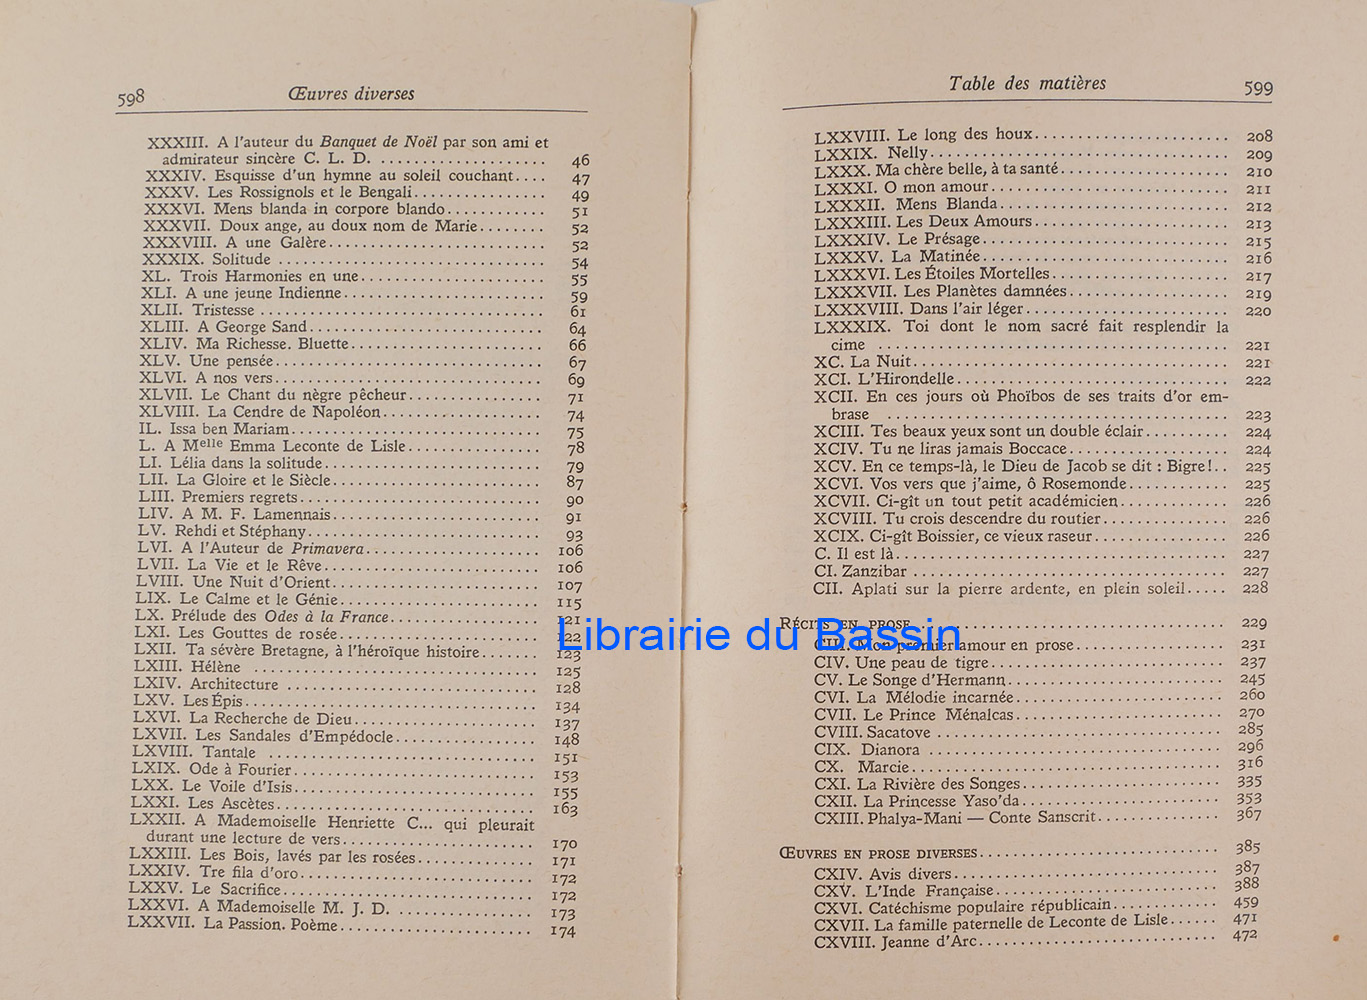 598 Œuvres diverses
XXXIII. A l'auteur du Banquet de Noël par son ami et
admirateur sincère C. L. D. .................... 46
XXXIV. Esquisse d'un hymne au soleil couchant.... 47
XXXV. Les Rossignols et le Bengali................ 49
XXXVI. Mens blanda in corpore blando............ 51
XXXVII. Doux ange, au doux nom de Marie........ 52
XXXVIII. A une Galère.......................... 52
XXXIX. Solitude ................................ 54
XL. Trois Harmonies en une...................... 55
XLI. A une jeune Indienne........................ 59
XLII. Tristesse .................................. 61
XLIII. A George Sand............................ 64
XLIV. Ma Richesse. Bluette....................... 66
XLV. Une pensée................................ 67
XLVI. A nos vers................................ 69
XLVII. Le Chant du nègre pêcheur................ 71
XLVIII. La Cendre de Napoléon................... 74
IL. Issa ben Mariam.............................. 75
L. A Melle Emma Leconte de Lisle................ 78
LI. Lélia dans la solitude.......................... 79
LII. La Gloire et le Siècle......................... 87
LIII. Premiers regrets............................. 90
LIV. A M. F. Lamennais......................... 91
LV. Rehdi et Stéphany............................ 93
LVI. A l'Auteur de Primavera..................... 106
LVII. La Vie et le Rêve........................... 106
LVIII. Une Nuit d'Orient......................... 107
LIX. Le Calme et le Génie........................ 115
LX. Prélude des Odes à la France.................. 121
LXI. Les Gouttes de rosée........................ 122
LXII. Ta sévère Bretagne, à l'héroïque histoire....... 123
LXIII. Hélène .................................. 125
LXIV. Architecture .............................. 128
LXV. Les Épis................................... 134
LXVI. La Recherche de Dieu...................... 137
LXVII. Les Sandales d'Empédocle................. 148
LXVIII. Tantale ................................ 151
LXIX. Ode à Fourier............................. 153
LXX. Le Voile d'Isis.............................. 155
LXXI. Les Ascètes............................... 163
LXXII. A Mademoiselle Henriette C... qui pleurait
durant une lecture de vers....................... 170
LXXIII. Les Bois, lavés par les rosées.............. 171
LXXIV. Tre fila d'oro............................ 172
LXXV. Le Sacrifice.............................. 172
LXXVI. A Mademoiselle M. J. D. ................ 173
LXXVII. La Passion. Poème...................... 174
Table des matières 599
LXXVIII. Le long des houx....................... 208
LXXIX. Nelly.................................... 209
LXXX. Ma chère belle, à ta santé.................... 210
LXXXI. O mon amour............................ 211
LXXXII. Mens Blanda............................ 212
LXXXIII. Les Deux Amours....................... 213
LXXXIV. Le Présage............................. 215
LXXXV. La Matinée.............................. 216
LXXXVI. Les Étoiles Mortelles..................... 217
LXXXVII. Les Planètes damnées................... 219
LXXXVIII. Dans l'air léger........................ 220
LXXXIX. Toi dont le nom sacré fait resplendir la
cime .......................................... 221
XC. La Nuit...................................... 221
XCI. L'Hirondelle................................ 222
XCII. En ces jours où Phoïbos de ses traits d'or em-
brase ......................................... 223
XCIII. Tes beaux yeux sont un double éclair.......... 224
XCIV. Tu ne liras jamais Boccace................... 224
XCV. En ce temps-là, le Dieu de Jacob se dit : Bigre!.. 225
XCVI. Vos vers que j'aime, ô Rosemonde............ 225
XCVII. Ci-gît un tout petit académicien............. 226
XCVIII. Tu crois descendre du routier............... 226
XCIX. Ci-gît Boissier, ce vieux raseur................ 226
C. Il est là........................................ 227
CI. Zanzibar ..................................... 227
CII. Aplati sur la pierre ardente, en plein soleil..... 228
RÉCITS EN PROSE.................................. 229
CIII. Mon premier amour en prose.................. 231
CIV. Une peau de tigre............................ 237
CV. Le Songe d'Hermann.......................... 245
CVI. La Mélodie incarnée......................... 260
CVII. Le Prince Ménalcas......................... 270
CVIII. Sacatove .................................. 285
CIX. Dianora ................................... 296
CX. Marcie..................................... 316
CXI. La Rivière des Songes........................ 335
CXII. La Princesse Yaso'da........................ 353
CXIII. Phalya-Mani — Conte Sanscrit............... 367
ŒUVRES EN PROSE DIVERSES............................ 385
CXIV. Avis divers................................ 387
CXV. L'Inde Française............................ 388
CXVI. Catéchisme populaire républicain............. 459
CXVII. La famille paternelle de Leconte de Lisle...... 471
CXVIII. Jeanne d'Arc............................. 472
Librairie du Bassin